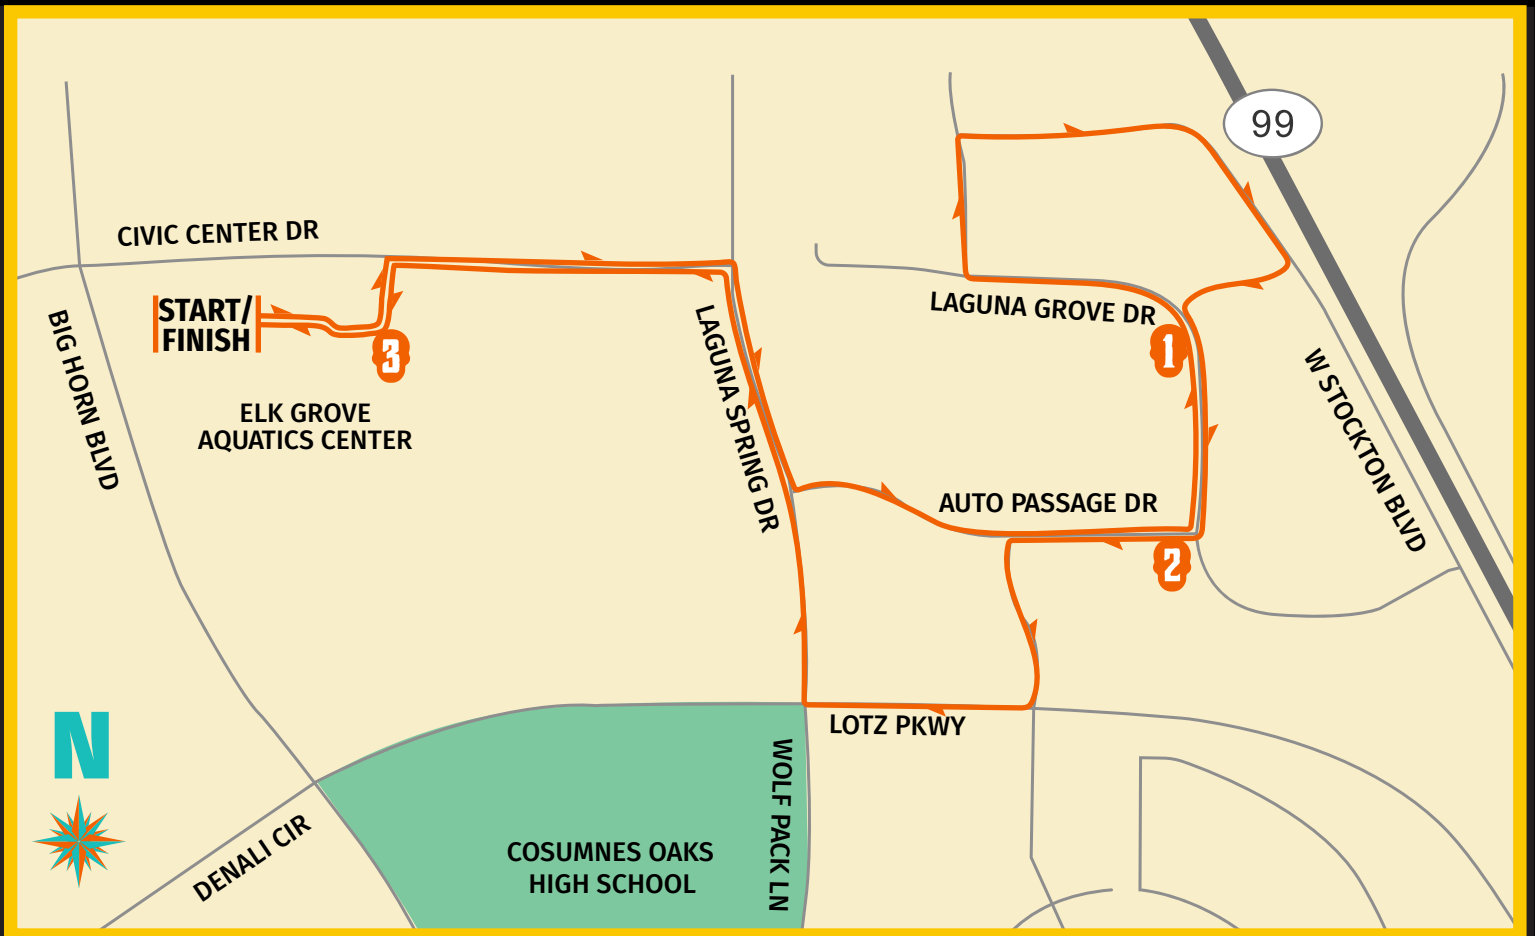 99
CIVIC CENTER DR
START/
FINISH
BIG HORN BLVD
3
ELK GROVE
AQUATICS CENTER
LAGUNA SPRING DR
LAGUNA GROVE DR
1
W STOCKTON BLVD
AUTO PASSAGE DR
2
LOTZ PKWY
N
WOLF PACK LN
DENALI CIR
COSUMNES OAKS
HIGH SCHOOL